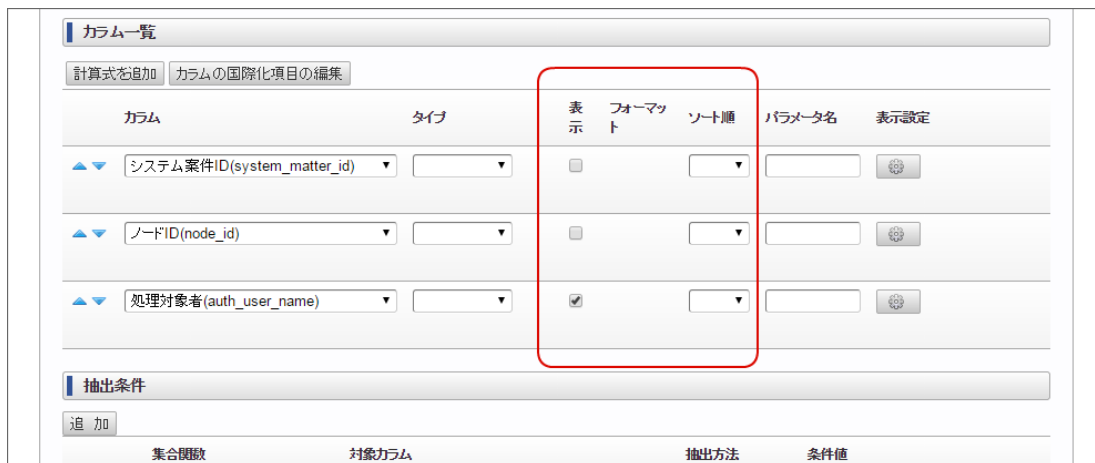 カラム一覧
計算式を追加 カラムの国際化項目の編集
カラム タイプ 表示 フォーマット ソート順 パラメータ名 表示設定
システム案件ID(system_matter_id)
ノードID(node_id)
処理対象者(auth_user_name)
抽出条件
追 加
集合関数 対象カラム 抽出方法 条件値